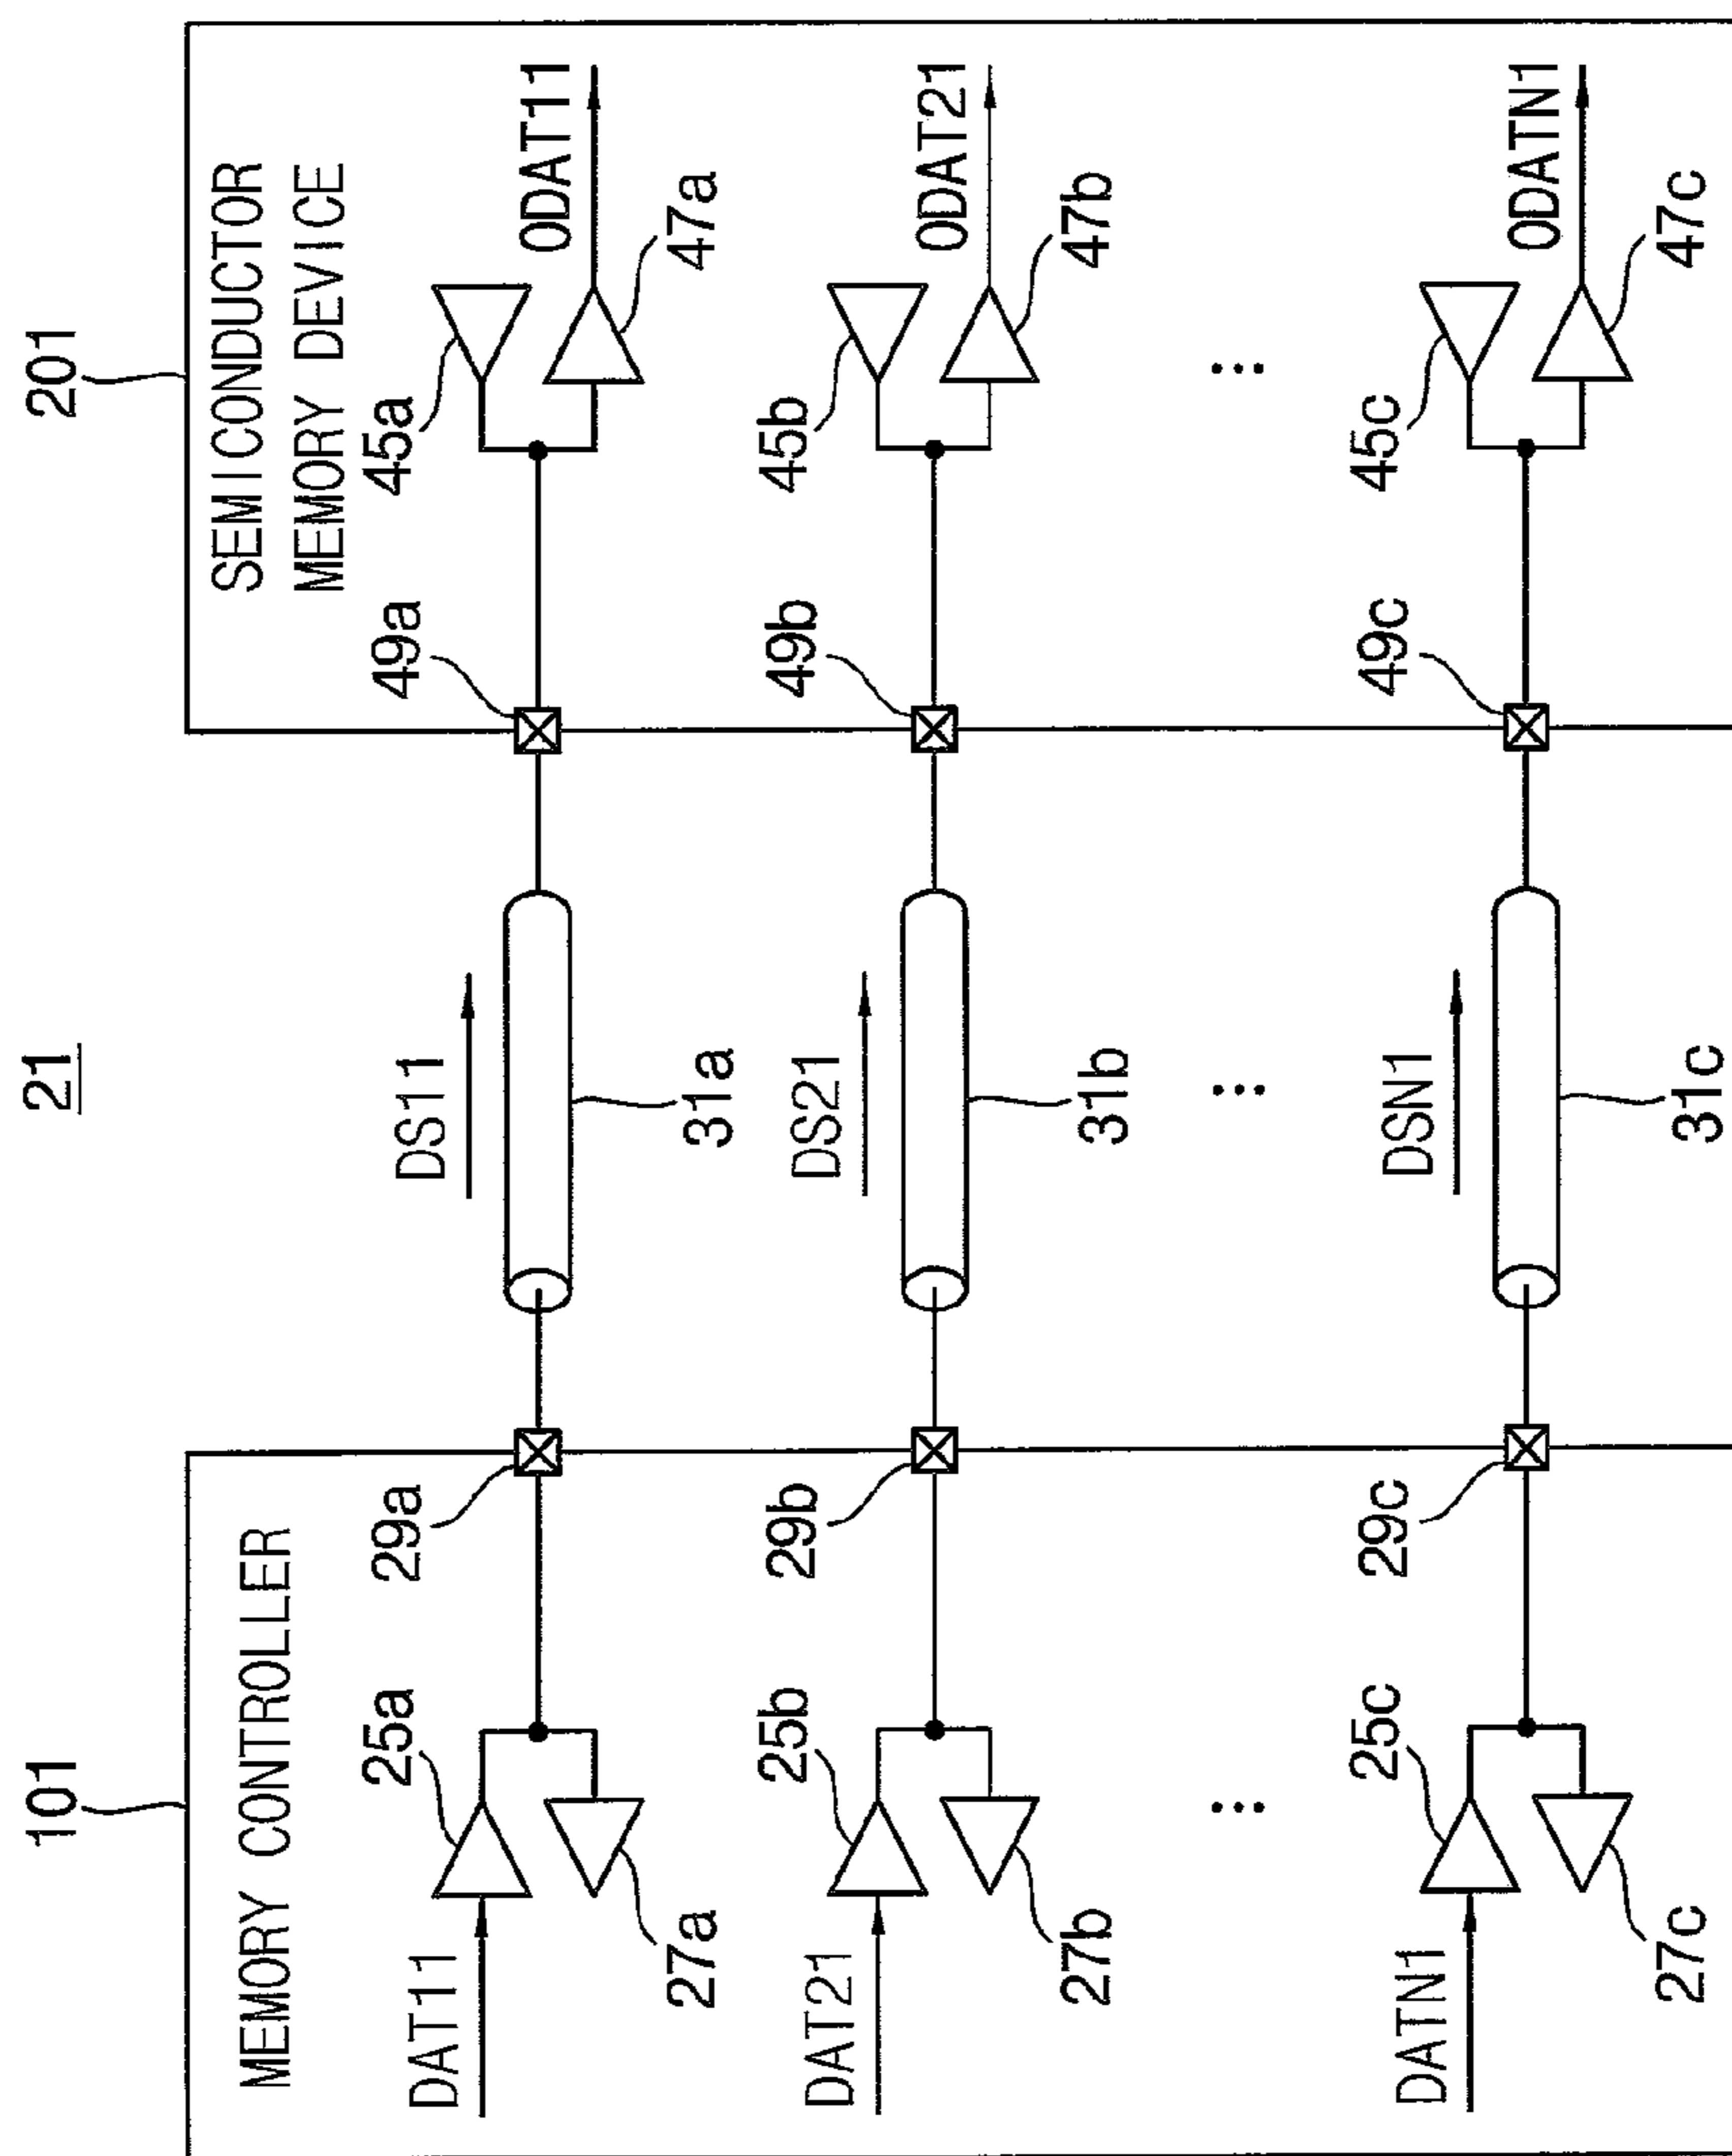 21
101
201
MEMORY CONTROLLER
SEMICONDUCTOR
MEMORY DEVICE
DAT11
25a
27a
29a
DS11
31a
49a
45a
47a
ODAT11
DAT21
25b
27b
29b
DS21
31b
49b
45b
47b
ODAT21
DATN1
25c
27c
29c
DSN1
31c
49c
45c
47c
ODATN1